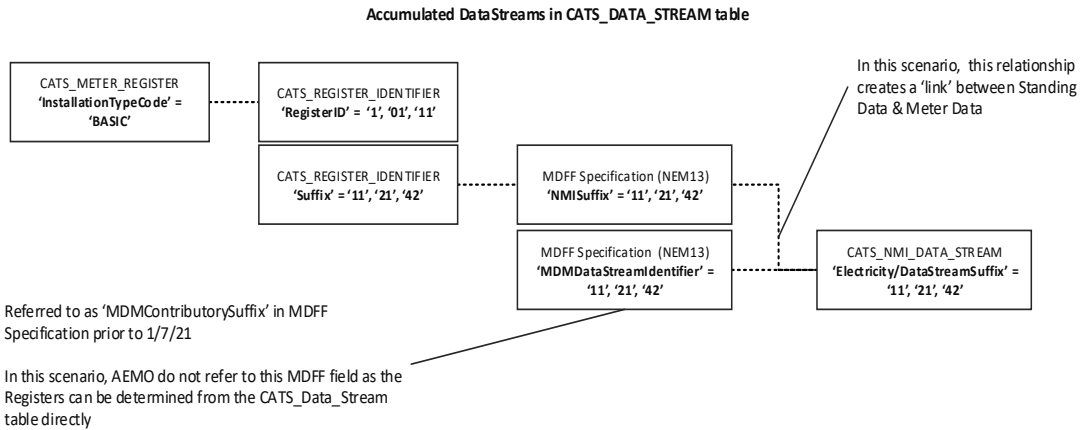 Accumulated DataStreams in CATS_DATA_STREAM table
CATS_METER_REGISTER
‘InstallationTypeCode’ =
‘BASIC’
CATS_REGISTER_IDENTIFIER
‘RegisterID’ = ‘1’, ‘01’, ‘11’
In this scenario, this relationship
creates a ‘link’ between Standing
Data & Meter Data
CATS_REGISTER_IDENTIFIER
‘Suffix’ = ‘11’, ‘21’, ‘42’
MDFF Specification (NEM13)
‘NMISuffix’ = ‘11’, ‘21’, ‘42’
MDFF Specification (NEM13)
‘MDMDataStreamIdentifier’ =
‘11’, ‘21’, ‘42’
CATS_NMI_DATA_STREAM
‘Electricity/DataStreamSuffix’ =
‘11’, ‘21’, ‘42’
Referred to as ‘MDMContributorySuffix’ in MDFF
Specification prior to 1/7/21
In this scenario, AEMO do not refer to this MDFF field as the
Registers can be determined from the CATS_Data_Stream
table directly